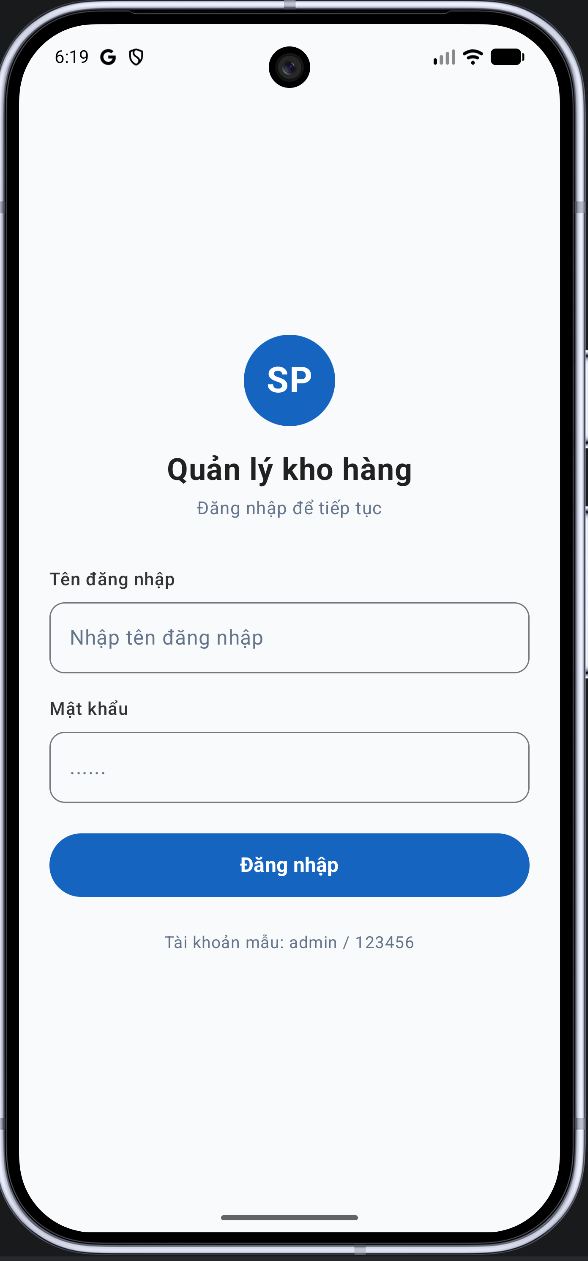 6:19 G
SP
Quản lý kho hàng
Đăng nhập để tiếp tục
Tên đăng nhập
Nhập tên đăng nhập
Mật khẩu
......
Đăng nhập
Tài khoản mẫu: admin / 123456